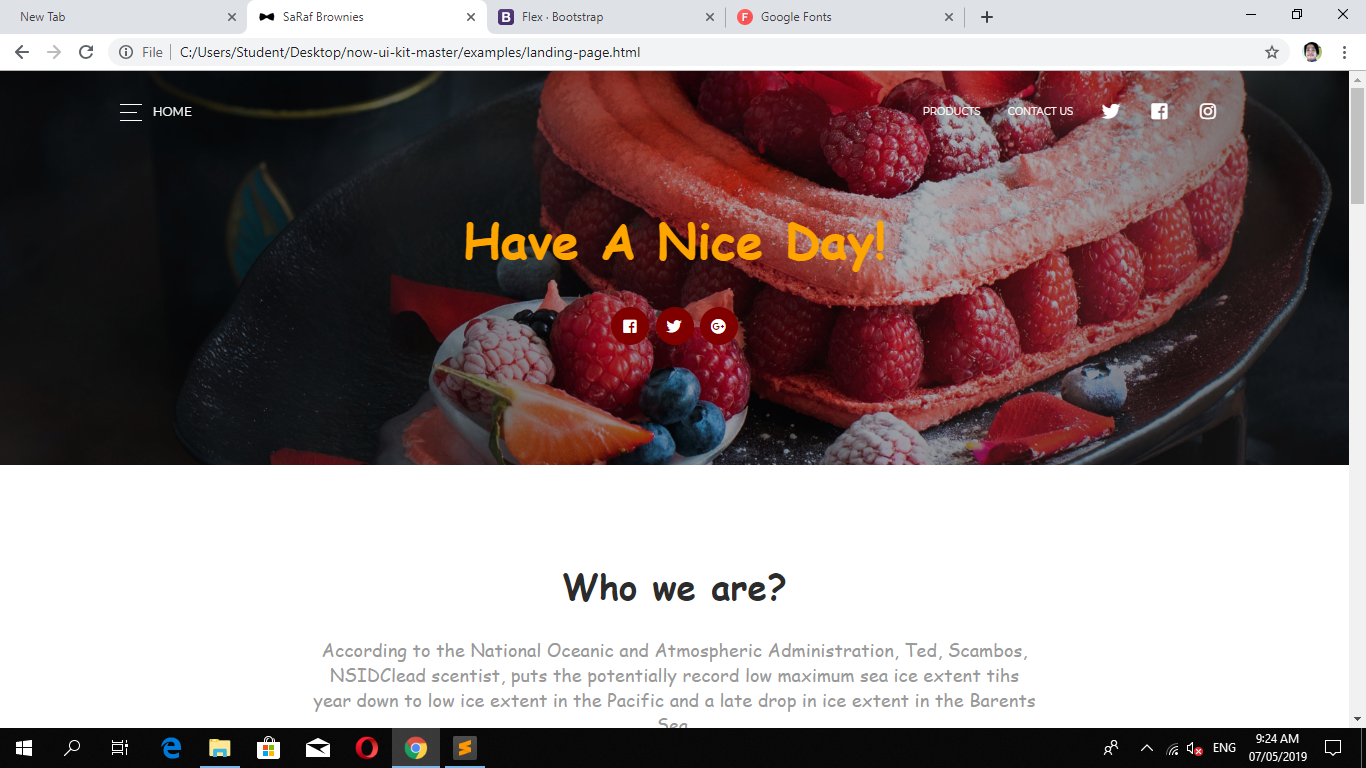 New Tab
SaRaf Brownies
Flex · Bootstrap
Google Fonts
File
C:/Users/Student/Desktop/now-ui-kit-master/examples/landing-page.html
HOME
PRODUCTS
CONTACT US
Have A Nice Day!
Who we are?
According to the National Oceanic and Atmospheric Administration, Ted, Scambos,
NSIDClead scentist, puts the potentially record low maximum sea ice extent tihs
year down to low ice extent in the Pacific and a late drop in ice extent in the Barents
Sea
ENG
9:24 AM
07/05/2019